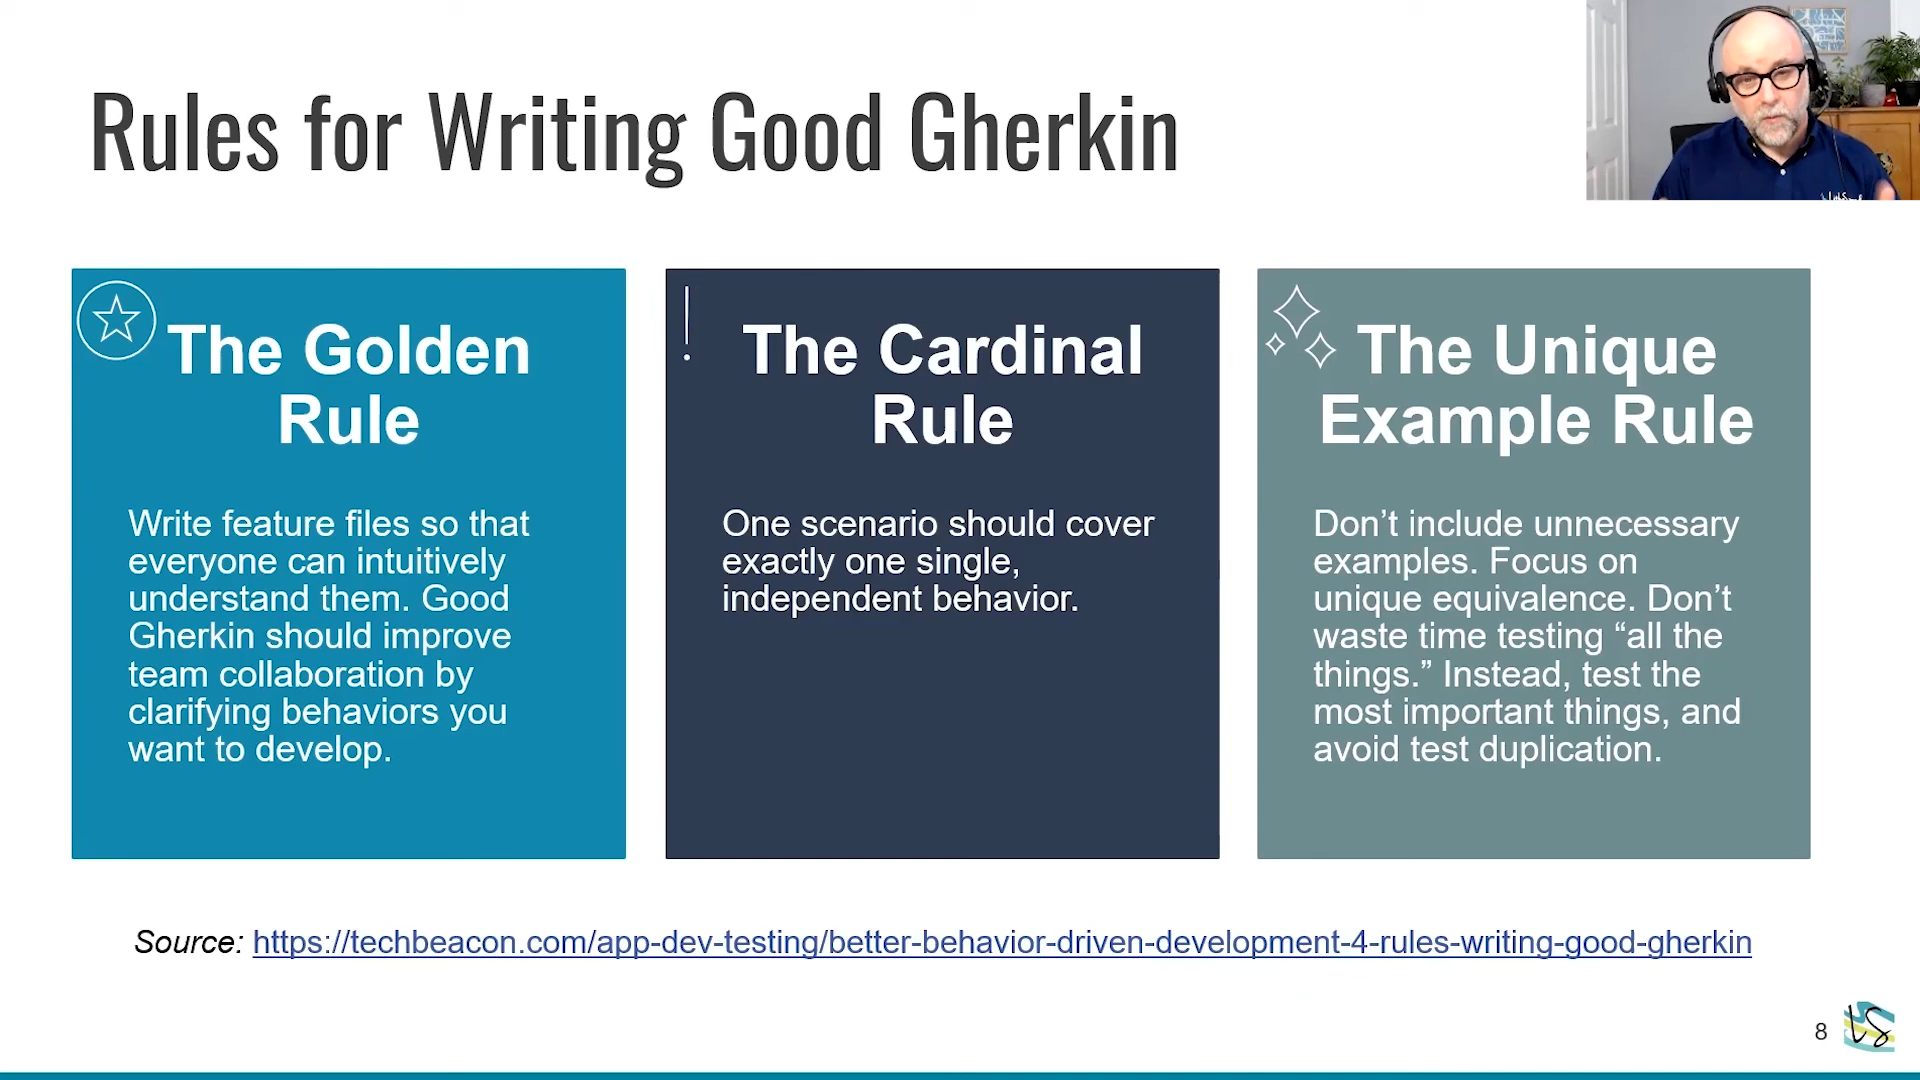 Rules for Writing Good Gherkin
The Golden
Rule
Write feature files so that
everyone can intuitively
understand them. Good
Gherkin should improve
team collaboration by
clarifying behaviors you
want to develop.
The Cardinal
Rule
One scenario should cover
exactly one single,
independent behavior.
The Unique
Example Rule
Don’t include unnecessary
examples. Focus on
unique equivalence. Don’t
waste time testing “all the
things.” Instead, test the
most important things, and
avoid test duplication.
Source: https://techbeacon.com/app-dev-testing/better-behavior-driven-development-4-rules-writing-good-gherkin
8
LS